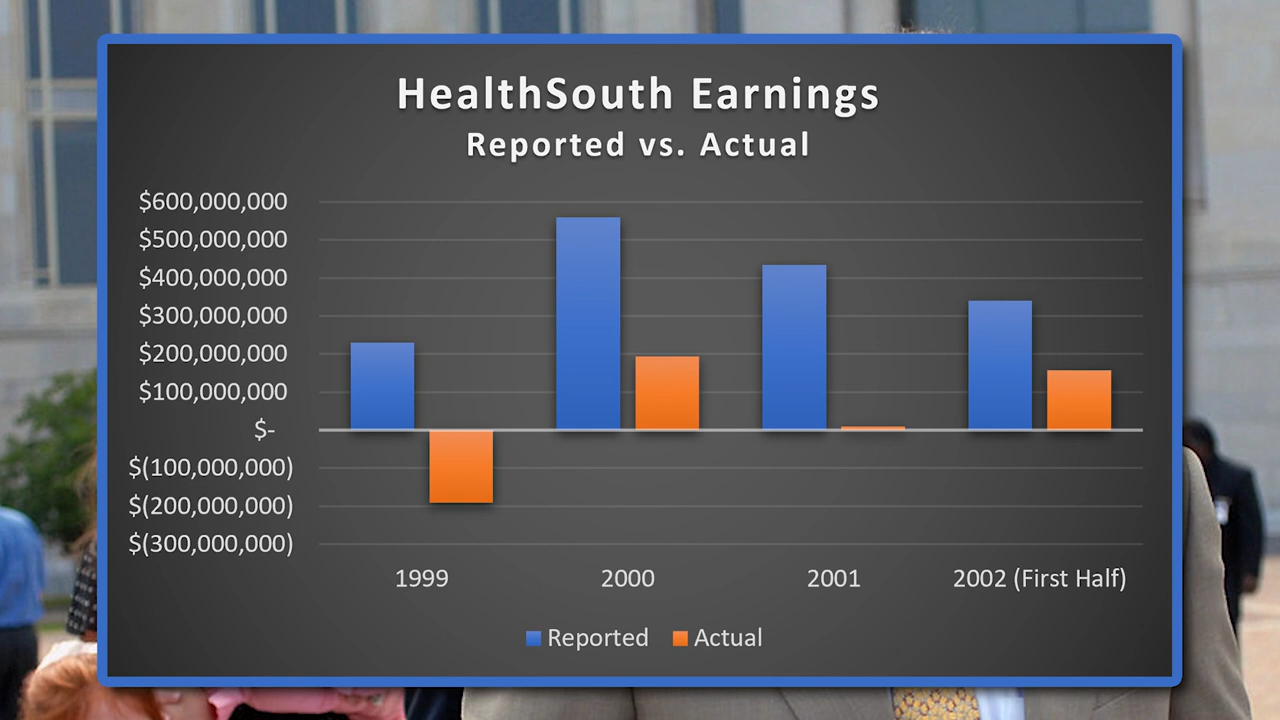 HealthSouth Earnings
Reported vs. Actual
$600,000,000
$500,000,000
$400,000,000
$300,000,000
$200,000,000
$100,000,000
$-
$(100,000,000)
$(200,000,000)
$(300,000,000)
1999 2000 2001 2002 (First Half)
Reported Actual